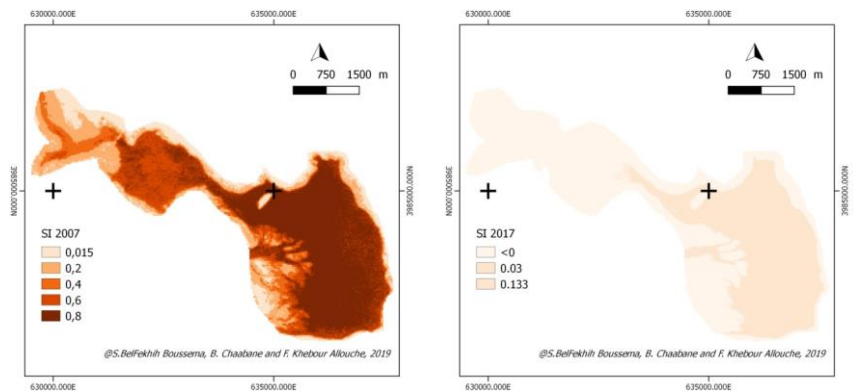 630000.000E 635000.000E
0 750 1500 m
3985000.000N
3985000.000N
SI 2007
0,015
0,2
0,4
0,6
0,8
@S.BelFekhih Boussema, B. Chaabane and F. Khebour Allouche, 2019
630000.000E 635000.000E
630000.000E 635000.000E
0 750 1500 m
3985000.000N
3985000.000N
SI 2017
<0
0.03
0.133
@S.BelFekhih Boussema, B. Chaabane and F. Khebour Allouche, 2019
630000.000E 635000.000E